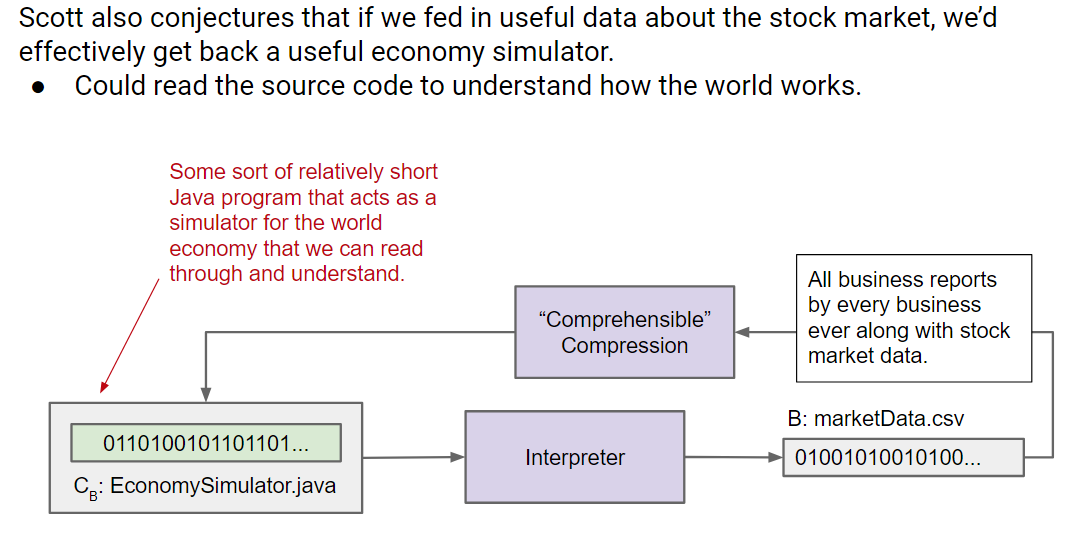 Scott also conjectures that if we fed in useful data about the stock market, we’d
effectively get back a useful economy simulator.
● Could read the source code to understand how the world works.
Some sort of relatively short
Java program that acts as a
simulator for the world
economy that we can read
through and understand.
“Comprehensible”
Compression
All business reports
by every business
ever along with stock
market data.
0110100101101101...
C_B: EconomySimulator.java
Interpreter
B: marketData.csv
01001010010100...